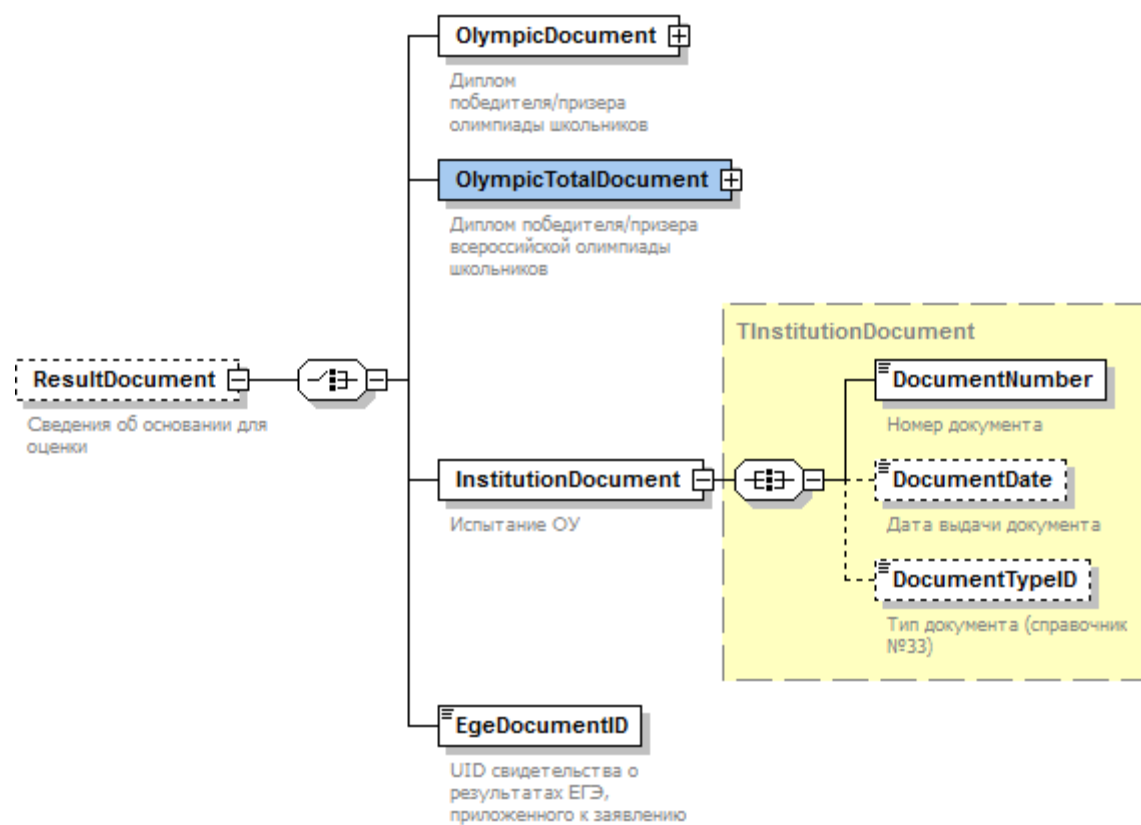 OlympicDocument
Диплом
победителя/призера
олимпиады школьников
OlympicTotalDocument
Диплом победителя/призера
всероссийской олимпиады
школьников
TInstitutionDocument
ResultDocument
Сведения об основании для
оценки
DocumentNumber
Номер документа
InstitutionDocument
Испытание ОУ
DocumentDate
Дата выдачи документа
DocumentTypeID
Тип документа (справочник
№33)
EgeDocumentID
UID свидетельства о
результатах ЕГЭ,
приложенного к заявлению